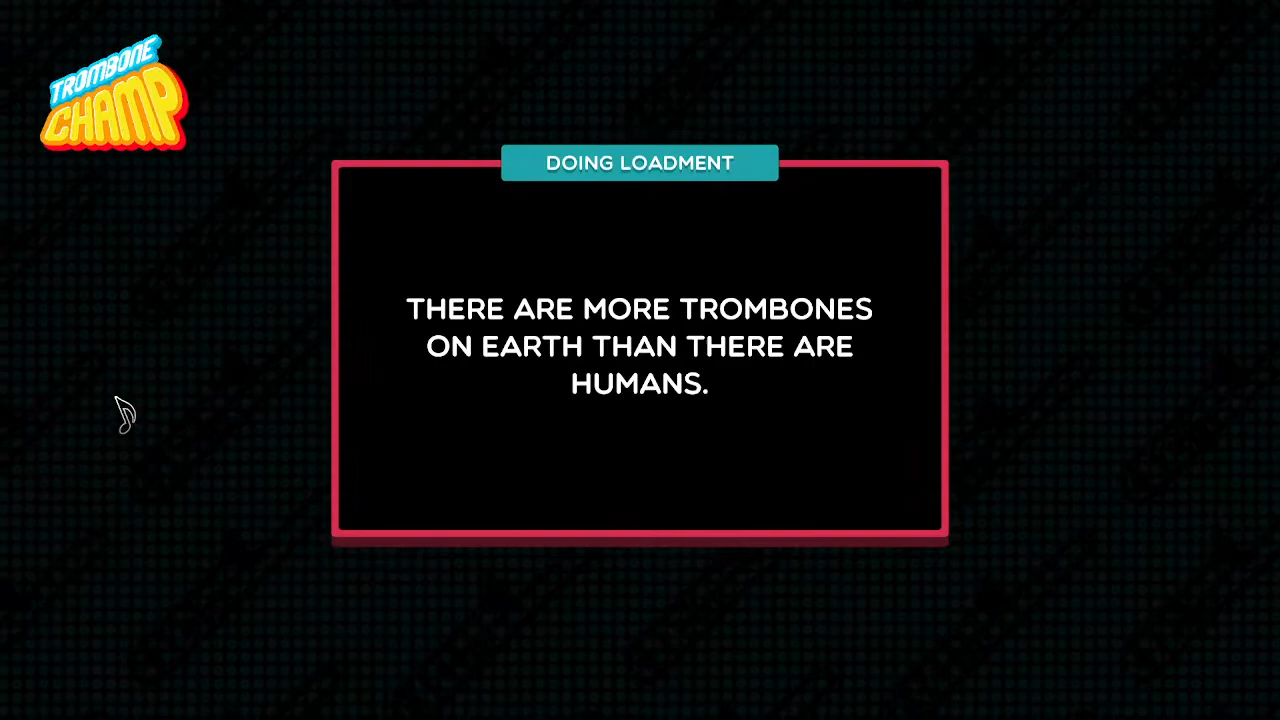 TROMBONE
CHAMP
DOING LOADMENT
THERE ARE MORE TROMBONES
ON EARTH THAN THERE ARE
HUMANS.